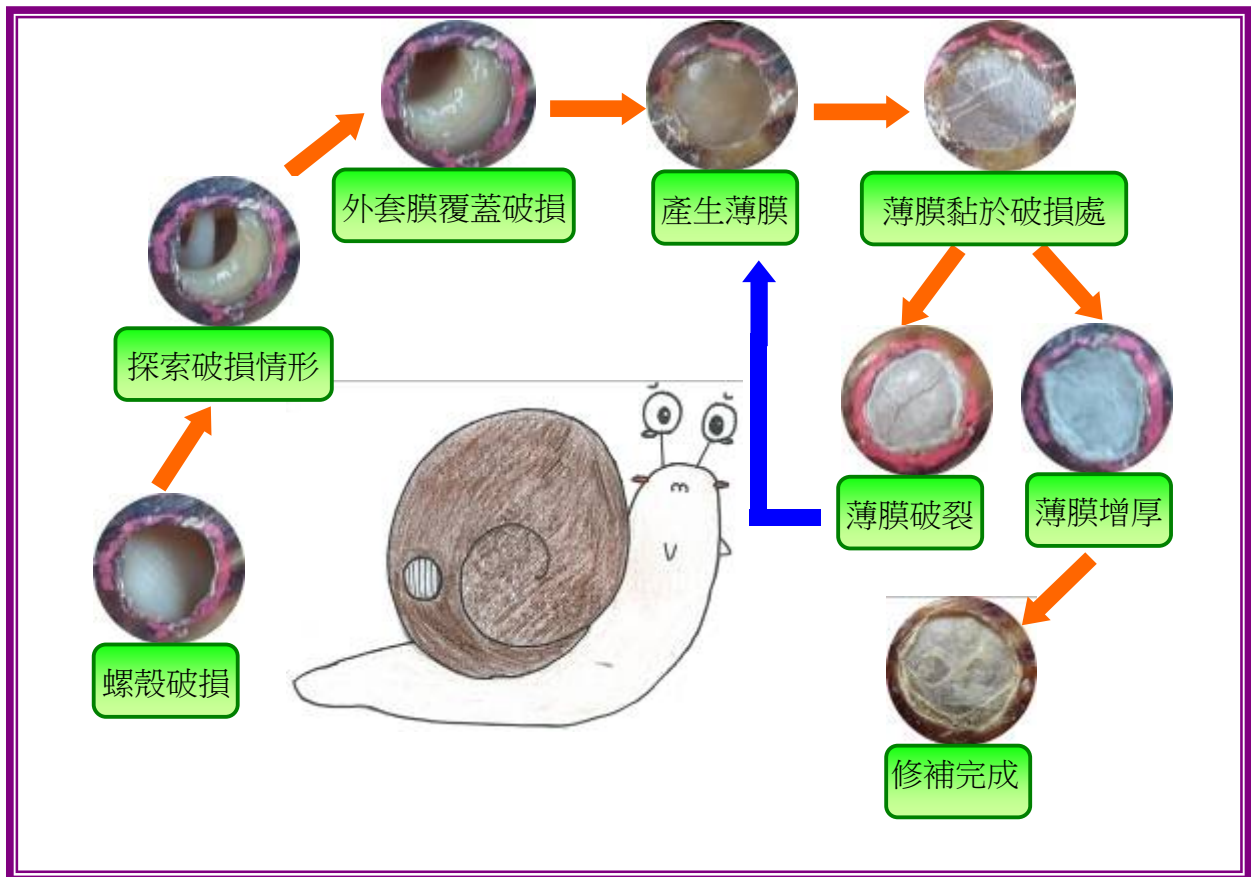 外套膜覆蓋破損
產生薄膜
薄膜黏於破損處
探索破損情形
薄膜破裂
薄膜增厚
螺殼破損
修補完成